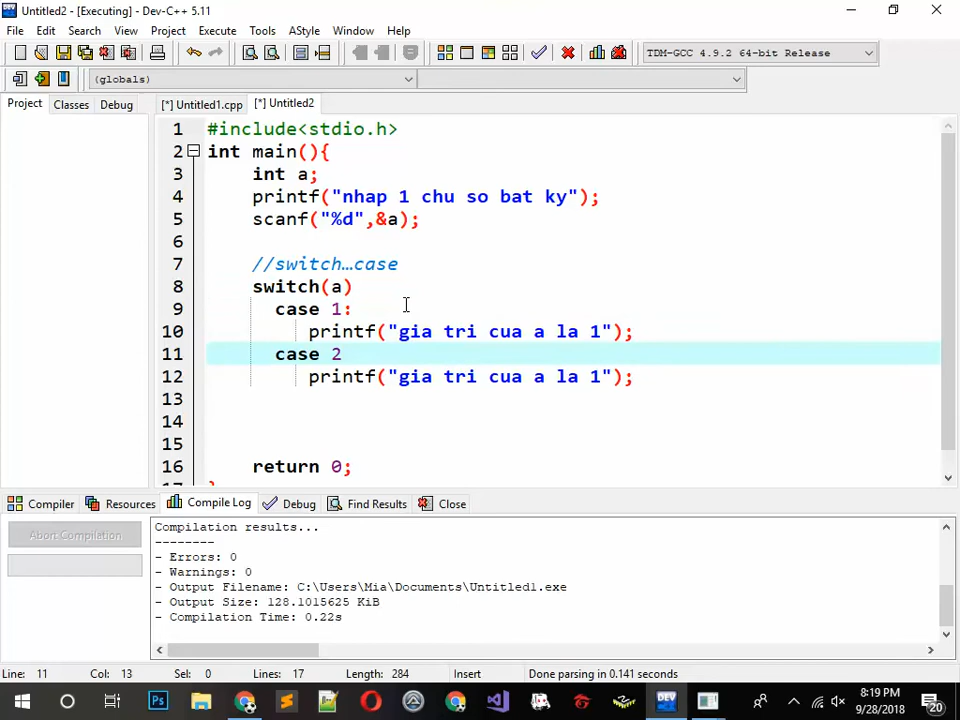 Untitled2 - [Executing] - Dev-C++ 5.11
File Edit Search View Project Execute Tools AStyle Window Help
TDM-GCC 4.9.2 64-bit Release
(globals)
Project Classes Debug [*] Untitled1.cpp [*] Untitled2
1 #include<stdio.h>
2 int main(){
3 int a;
4 printf("nhap 1 chu so bat ky");
5 scanf("%d",&a);
6
7 //switch…case
8 switch(a)
9 case 1:
10 printf("gia tri cua a la 1");
11 case 2
12 printf("gia tri cua a la 1");
13
14
15
16 return 0;
Compiler Resources Compile Log Debug Find Results Close
Abort Compilation
Compilation results...
--------
- Errors: 0
- Warnings: 0
- Output Filename: C:\Users\Mia\Documents\Untitled1.exe
- Output Size: 128.1015625 KiB
- Compilation Time: 0.22s
Line: 11 Col: 13 Sel: 0 Lines: 17 Length: 284 Insert Done parsing in 0.141 seconds
Ps DEV 8:19 PM
9/28/2018 20